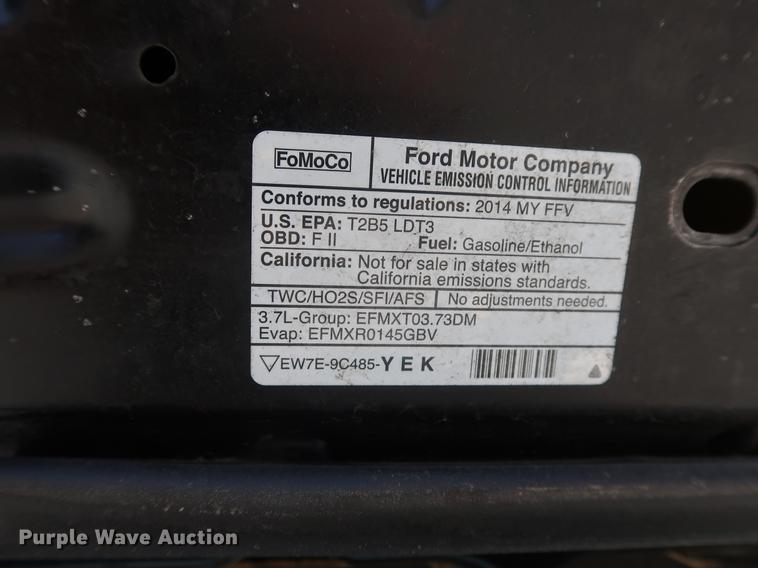 FoMoCo
Ford Motor Company
VEHICLE EMISSION CONTROL INFORMATION
Conforms to regulations: 2014 MY FFV
U.S. EPA: T2B5 LDT3
OBD: F II Fuel: Gasoline/Ethanol
California: Not for sale in states with
California emissions standards.
TWC/HO2S/SFI/AFS No adjustments needed.
3.7L-Group: EFMXT03.73DM
Evap: EFMXR0145GBV
EW7E-9C485-YEK
Purple Wave Auction